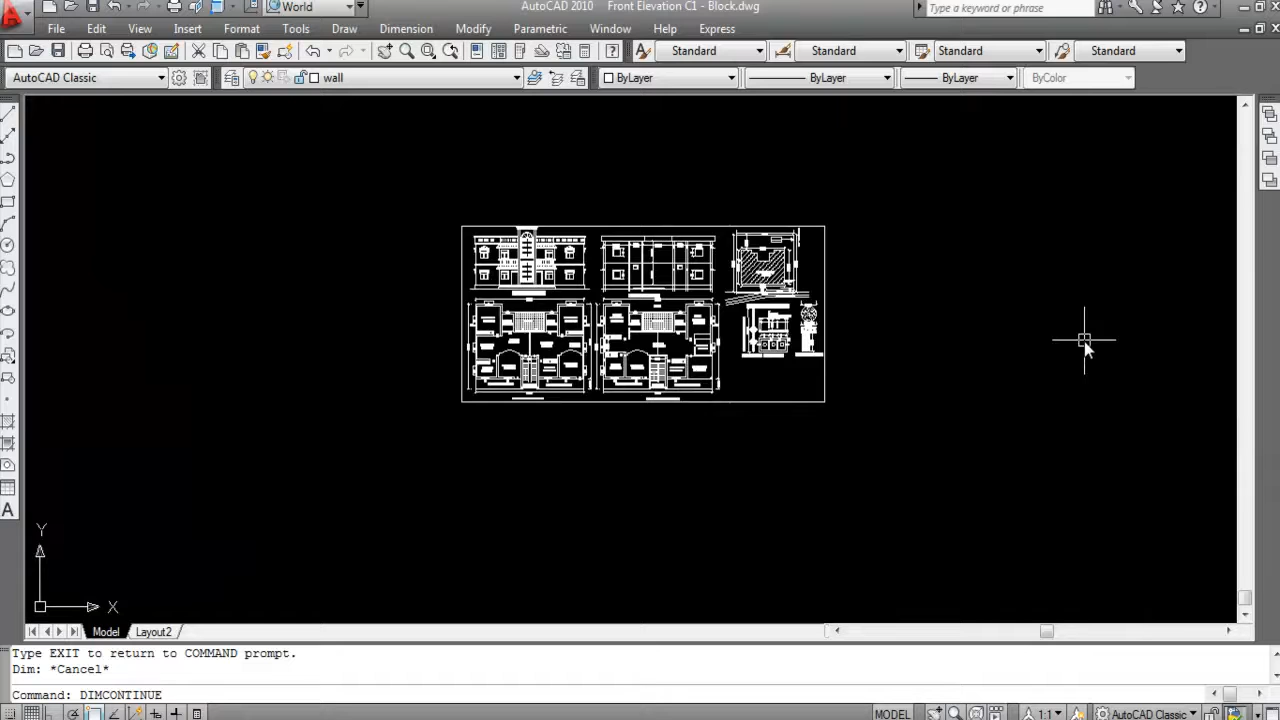 AutoCAD 2010 Front Elevation C1 - Block.dwg
World
Type a keyword or phrase
File Edit View Insert Format Tools Draw Dimension Modify Parametric Window Help Express
Standard Standard Standard Standard
AutoCAD Classic wall ByLayer ByLayer ByLayer ByColor
Y
X
A
Model Layout2
Type EXIT to return to COMMAND prompt.
Dim: *Cancel*
Command: DIMCONTINUE
MODEL 1:1 AutoCAD Classic